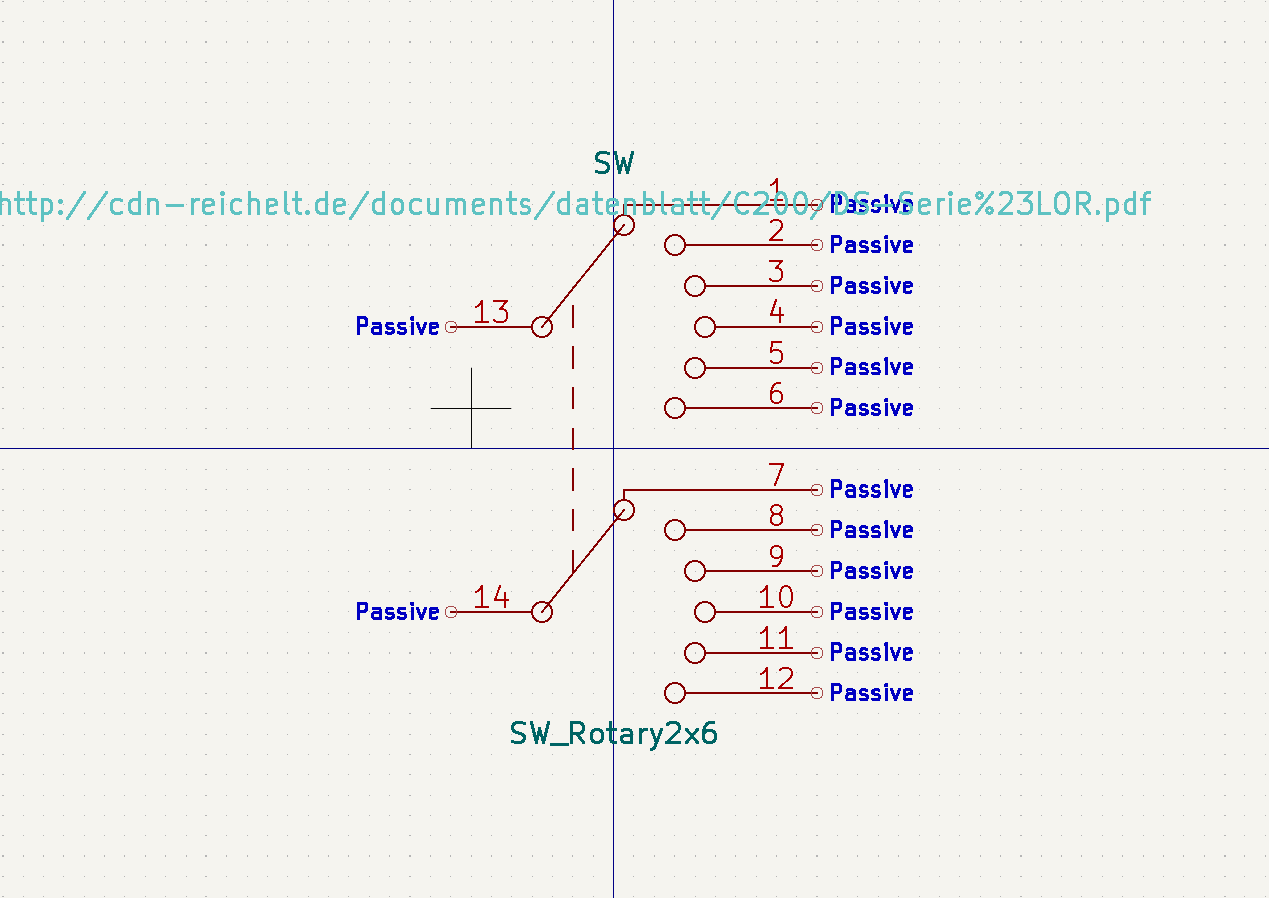 SW
http://cdn-reichelt.de/documents/datenblatt/C200/DS-Serie%23LOR.pdf
1 Passive
2 Passive
3 Passive
Passive 13
4 Passive
5 Passive
6 Passive
7 Passive
8 Passive
9 Passive
Passive 14
10 Passive
11 Passive
12 Passive
SW_Rotary2x6